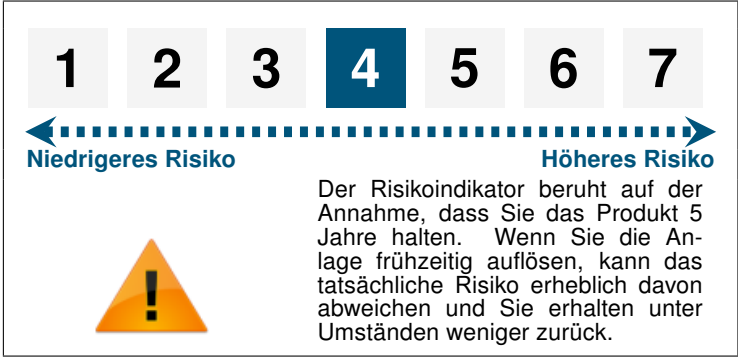 1 2 3 4 5 6 7
Niedrigeres Risiko Höheres Risiko
Der Risikoindikator beruht auf der
Annahme, dass Sie das Produkt 5
Jahre halten. Wenn Sie die An-
lage frühzeitig auflösen, kann das
tatsächliche Risiko erheblich davon
abweichen und Sie erhalten unter
Umständen weniger zurück.
!